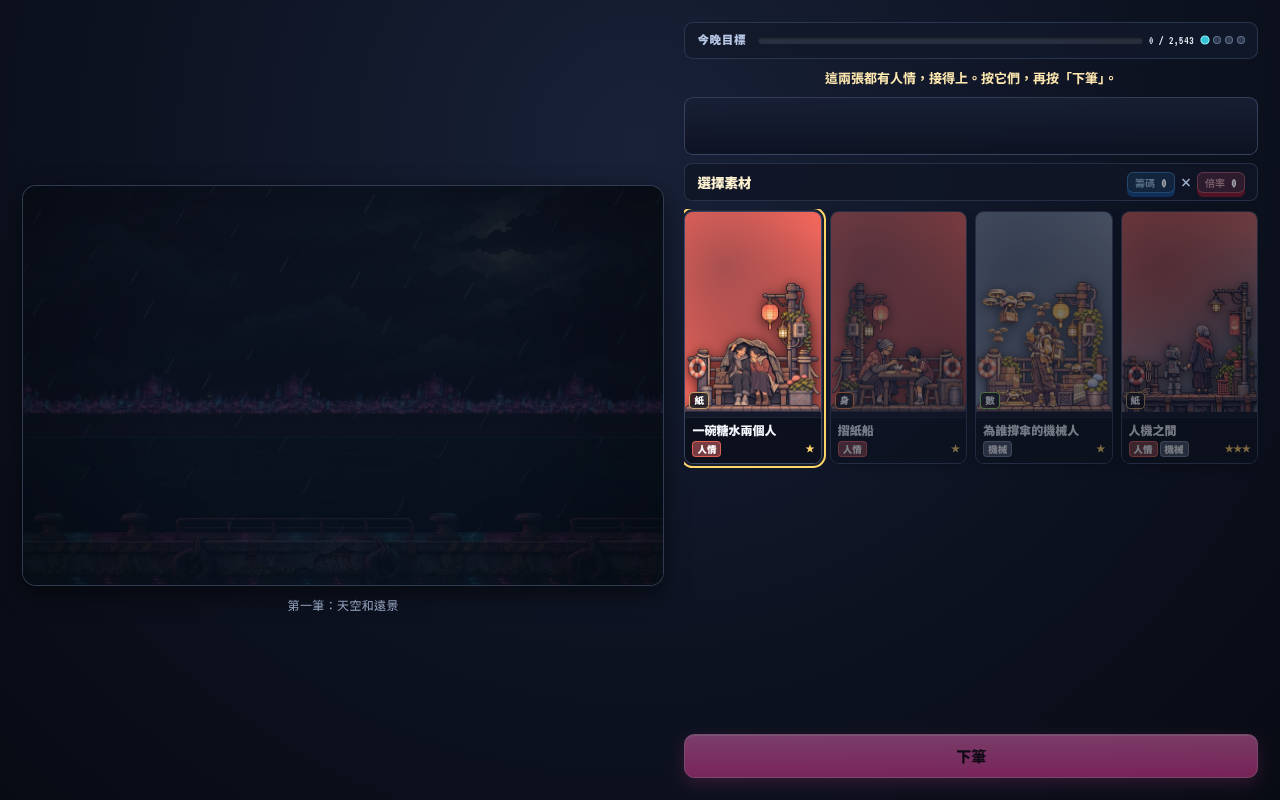 今晚目標 0 / 2,543
這兩張都有人情，接得上。按它們，再按「下筆」。
選擇素材 籌碼 0 ✕ 倍率 0
紙 身 數 紙
一碗糖水兩個人 摺紙船 為誰撐傘的機械人 人機之間
人情 ★ 人情 ★ 機械 ★ 人情 機械 ★★★
第一筆：天空和遠景
下筆